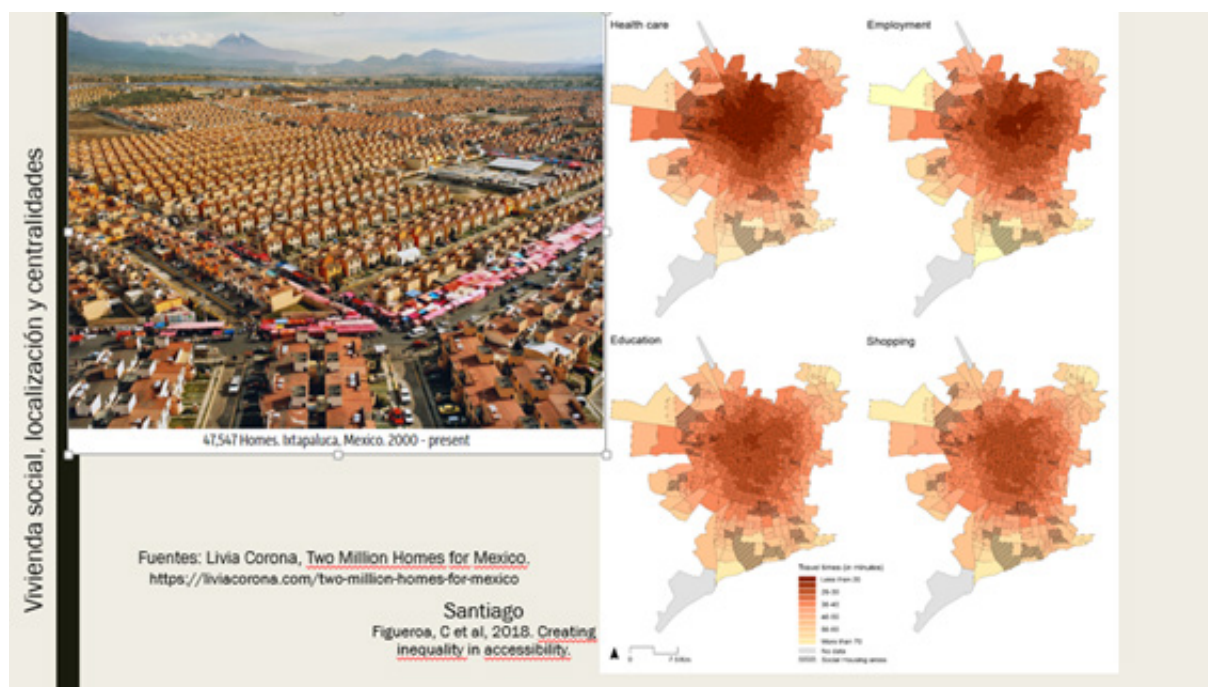 Vivienda social, localización y centralidades
47,547 Homes. Ixtapaluca, Mexico. 2000 - present
Fuentes: Livia Corona, Two Million Homes for Mexico.
https://liviacorona.com/two-million-homes-for-mexico
Santiago
Figueroa, C et al, 2018. Creating
inequality in accessibility.
Health care
Employment
Education
Shopping
Travel times (in minutes)
Less than 20
More than 70
No data
Social Housing areas
0